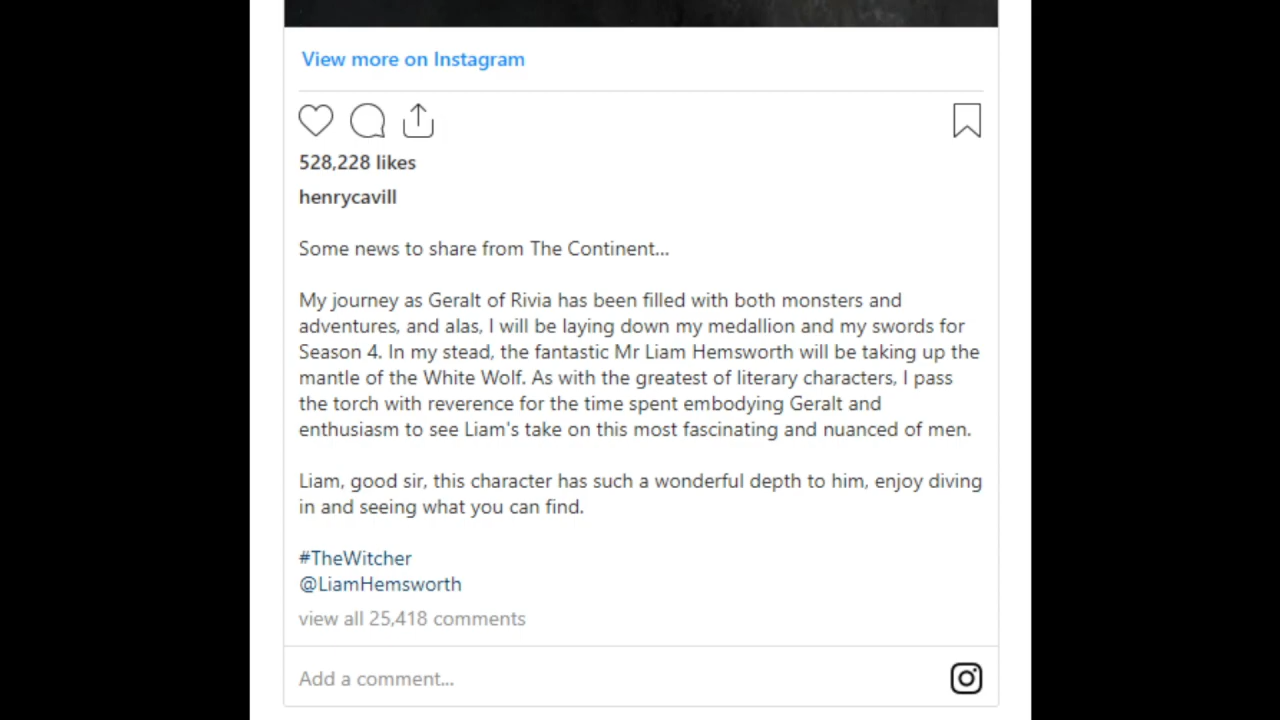 View more on Instagram
528,228 likes
henrycavill
Some news to share from The Continent...
My journey as Geralt of Rivia has been filled with both monsters and
adventures, and alas, I will be laying down my medallion and my swords for
Season 4. In my stead, the fantastic Mr Liam Hemsworth will be taking up the
mantle of the White Wolf. As with the greatest of literary characters, I pass
the torch with reverence for the time spent embodying Geralt and
enthusiasm to see Liam's take on this most fascinating and nuanced of men.
Liam, good sir, this character has such a wonderful depth to him, enjoy diving
in and seeing what you can find.
#TheWitcher
@LiamHemsworth
view all 25,418 comments
Add a comment...